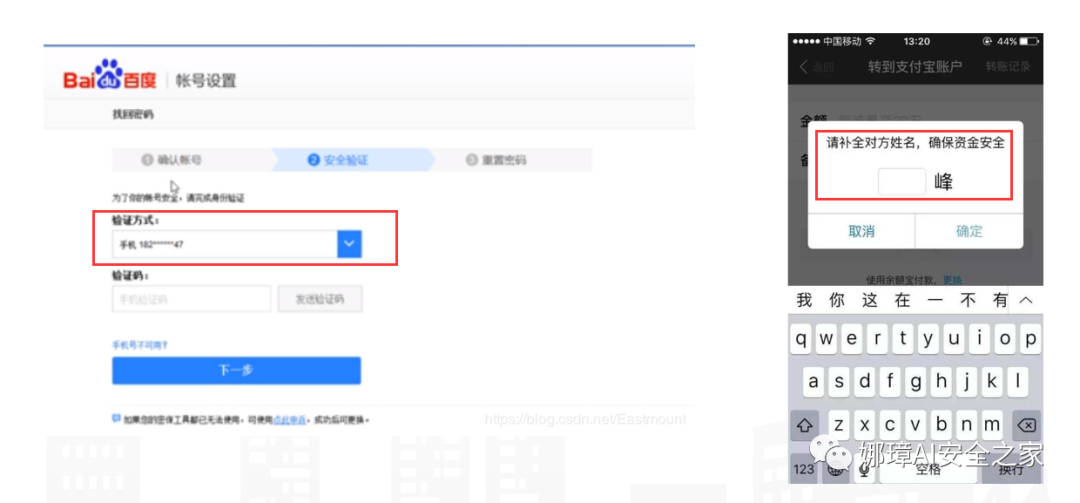 Bai du 百度 帐号设置
找回密码
1 确认帐号 2 安全验证 3 重置密码
为了你的帐号安全，请完成身份验证
验证方式：
手机 182******47
验证码：
手机验证码 发送验证码
手机号不可用?
下一步
如果您的密保工具都已无法使用，可使用点此申诉，成功后可更换。
https://blog.csdn.net/Eastmount
中国移动 13:20 44%
返回 转到支付宝账户 转账记录
金额
请补全对方姓名，确保资金安全
峰
取消 确定
使用余额宝付款，更换
我 你 这 在 一 不 有
q w e r t y u i o p
a s d f g h j k l
z x c v b n m
123 空格 换行
娜璋AI安全之家